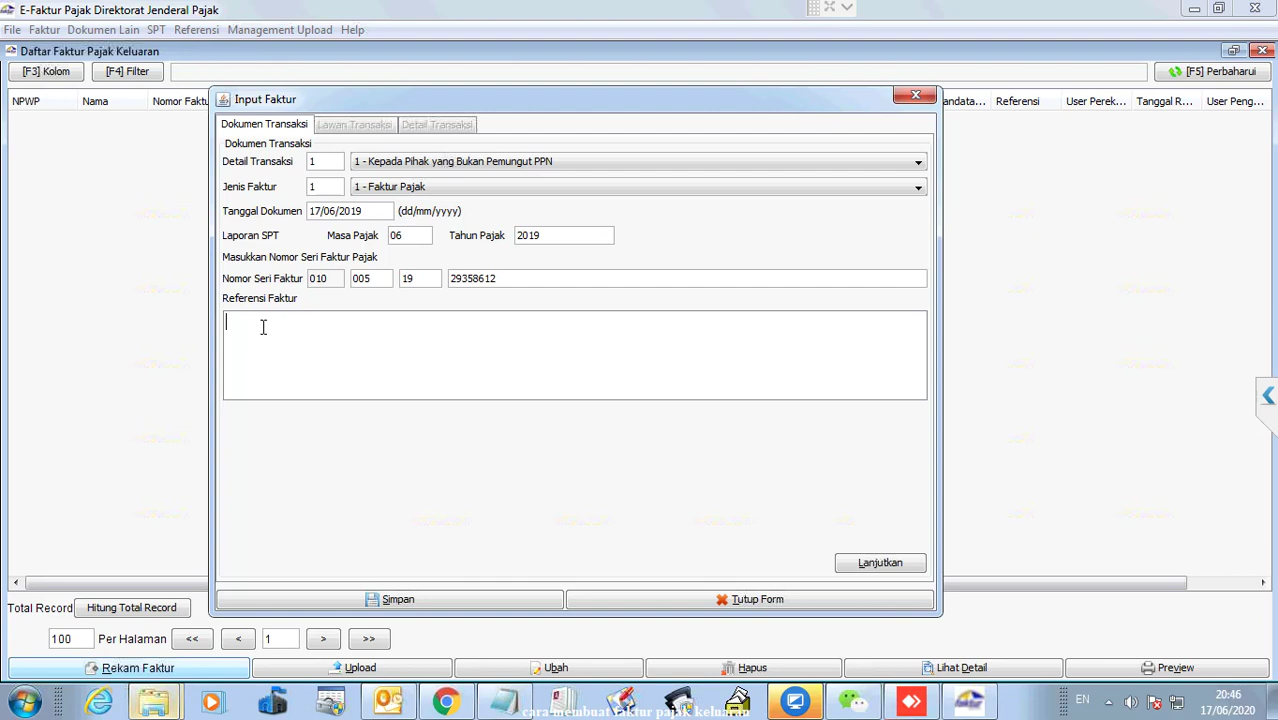 E-Faktur Pajak Direktorat Jenderal Pajak
File Faktur Dokumen Lain SPT Referensi Management Upload Help
Daftar Faktur Pajak Keluaran
[F3] Kolom [F4] Filter [F5] Perbaharui
NPWP Nama Nomor Faktu andata... Referensi User Perek... Tanggal R... User Peng...
Input Faktur
Dokumen Transaksi Lawan Transaksi Detail Transaksi
Dokumen Transaksi
Detail Transaksi 1 1 - Kepada Pihak yang Bukan Pemungut PPN
Jenis Faktur 1 1 - Faktur Pajak
Tanggal Dokumen 17/06/2019 (dd/mm/yyyy)
Laporan SPT Masa Pajak 06 Tahun Pajak 2019
Masukkan Nomor Seri Faktur Pajak
Nomor Seri Faktur 010 005 19 29358612
Referensi Faktur
Lanjutkan
Simpan Tutup Form
Total Record Hitung Total Record
100 Per Halaman << < 1 > >>
Rekam Faktur Upload Ubah Hapus Lihat Detail Preview
EN 20:46
17/06/2020
cara membuat faktur pajak keluaran